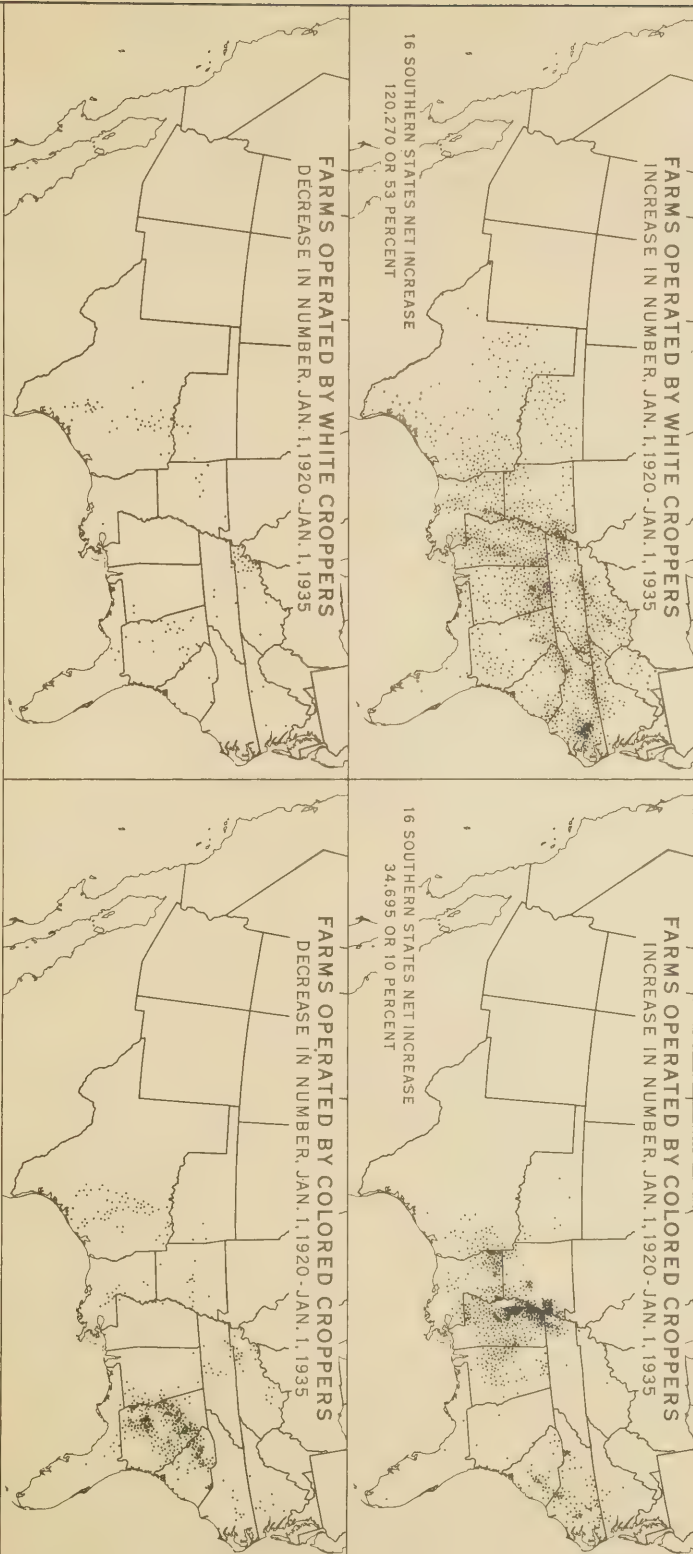 FARMS OPERATED BY WHITE CROPPERS
INCREASE IN NUMBER, JAN. 1, 1920 - JAN. 1, 1935
16 SOUTHERN STATES NET INCREASE
120,270 OR 53 PERCENT
FARMS OPERATED BY COLORED CROPPERS
INCREASE IN NUMBER, JAN. 1, 1920 - JAN. 1, 1935
16 SOUTHERN STATES NET INCREASE
34,695 OR 10 PERCENT
FARMS OPERATED BY WHITE CROPPERS
DECREASE IN NUMBER, JAN. 1, 1920 - JAN. 1, 1935
FARMS OPERATED BY COLORED CROPPERS
DECREASE IN NUMBER, JAN. 1, 1920 - JAN. 1, 1935